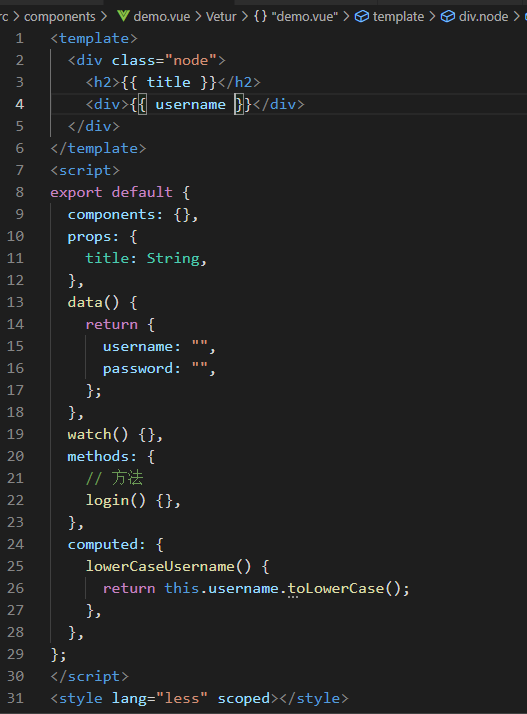 rc > components > demo.vue > Vetur > {} "demo.vue" > template > div.node >
1 <template>
2   <div class="node">
3     <h2>{{ title }}</h2>
4     <div>{{ username }}</div>
5   </div>
6 </template>
7 <script>
8 export default {
9   components: {},
10   props: {
11     title: String,
12   },
13   data() {
14     return {
15       username: "",
16       password: "",
17     };
18   },
19   watch() {},
20   methods: {
21     // 方法
22     login() {},
23   },
24   computed: {
25     lowerCaseUsername() {
26       return this.username.toLowerCase();
27     },
28   },
29 };
30 </script>
31 <style lang="less" scoped></style>